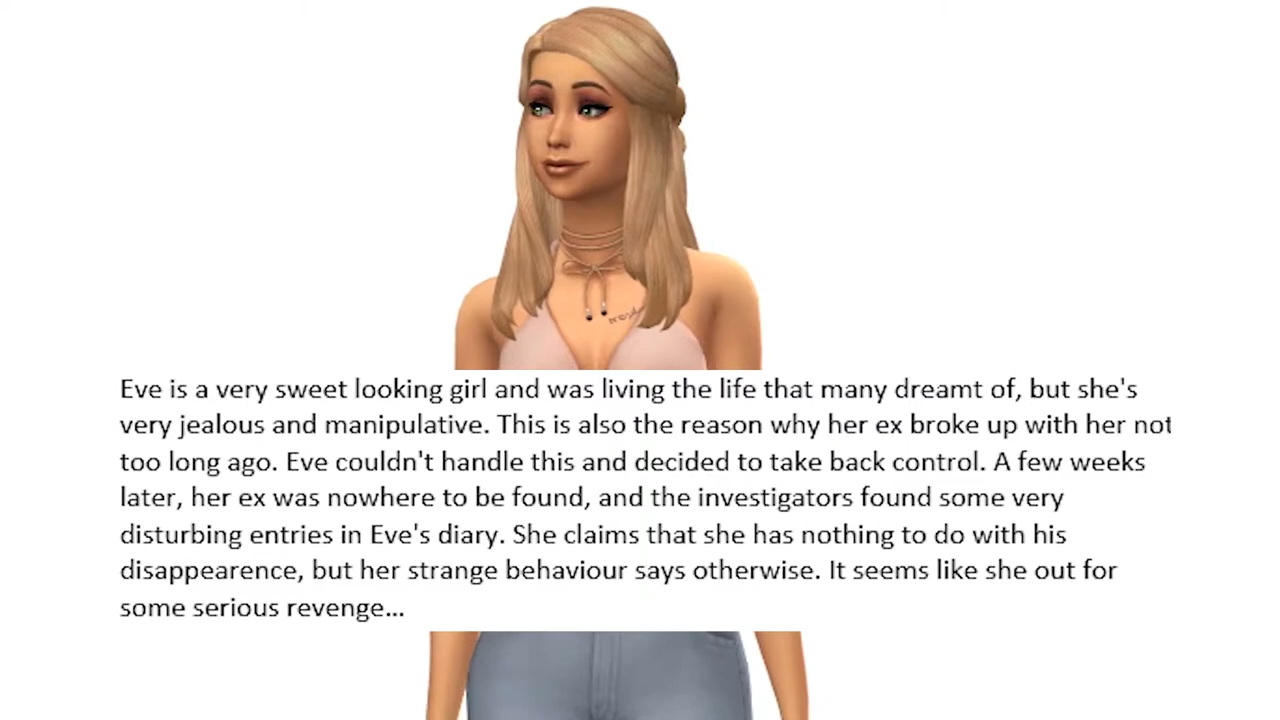 Eve is a very sweet looking girl and was living the life that many dreamt of, but she's
very jealous and manipulative. This is also the reason why her ex broke up with her not
too long ago. Eve couldn't handle this and decided to take back control. A few weeks
later, her ex was nowhere to be found, and the investigators found some very
disturbing entries in Eve's diary. She claims that she has nothing to do with his
disappearence, but her strange behaviour says otherwise. It seems like she out for
some serious revenge...